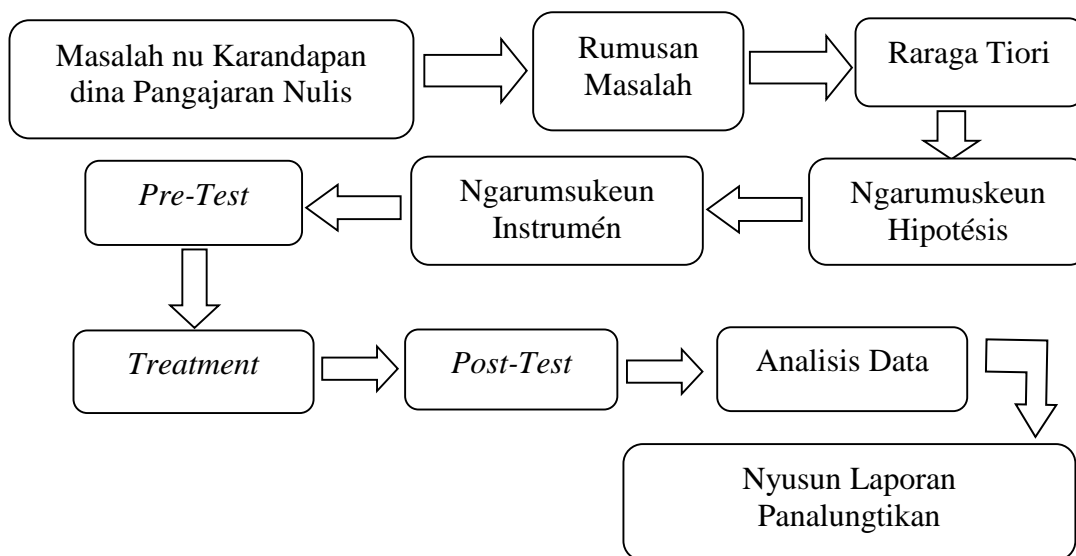 Masalah nu Karandapan
dina Pangajaran Nulis
Rumusan
Masalah
Raraga Tiori
Ngarumuskeun
Hipotésis
Ngarumsukeun
Instrumén
Pre-Test
Treatment
Post-Test
Analisis Data
Nyusun Laporan
Panalungtikan